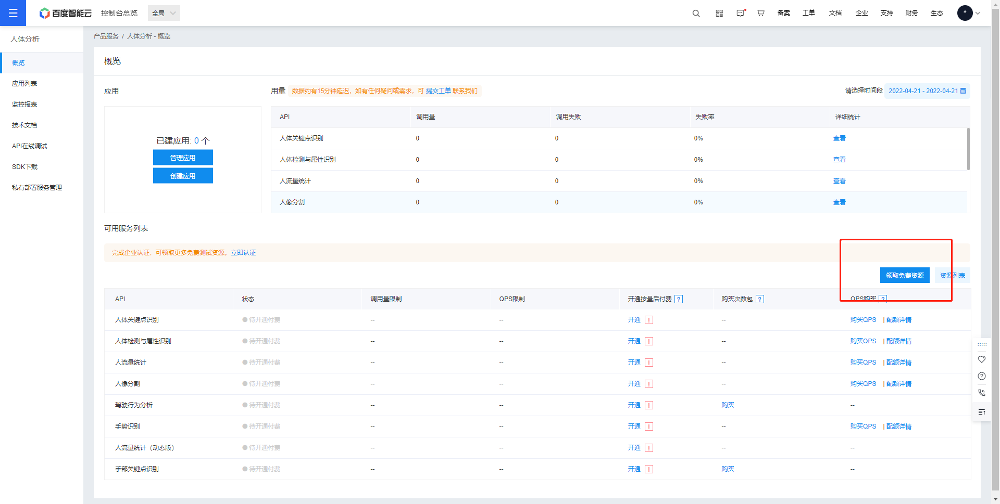 百度智能云 控制台总览 全局 备案 工单 文档 企业 支持 财务 生态 *
人体分析
概览
应用列表
监控报表
技术文档
API在线调试
SDK下载
私有部署服务管理
产品服务 / 人体分析 - 概览
概览
应用
已建应用: 0 个
管理应用
创建应用
用量 数据约有15分钟延迟，如有任何疑问或需求，可 提交工单 联系我们 请选择时间段 2022-04-21 - 2022-04-21
API 调用量 调用失败 失败率 详细统计
人体关键点识别 0 0 0% 查看
人体检测与属性识别 0 0 0% 查看
人流量统计 0 0 0% 查看
人像分割 0 0 0% 查看
可用服务列表
完成企业认证，可领取更多免费测试资源。立即认证
领取免费资源 资源列表
API 状态 调用量限制 QPS限制 开通按量后付费 ? 购买次数包 ? QPS购买 ?
人体关键点识别 待开通付费 -- -- 开通 ! -- 购买QPS | 配额详情
人体检测与属性识别 待开通付费 -- -- 开通 ! -- 购买QPS | 配额详情
人流量统计 待开通付费 -- -- 开通 ! -- 购买QPS | 配额详情
人像分割 待开通付费 -- -- 开通 ! -- 购买QPS | 配额详情
驾驶行为分析 待开通付费 -- -- 开通 ! 购买 --
手势识别 待开通付费 -- -- 开通 ! -- 购买QPS | 配额详情
人流量统计（动态版） 待开通付费 -- -- 开通 ! -- --
手部关键点识别 待开通付费 -- -- 开通 ! 购买 --